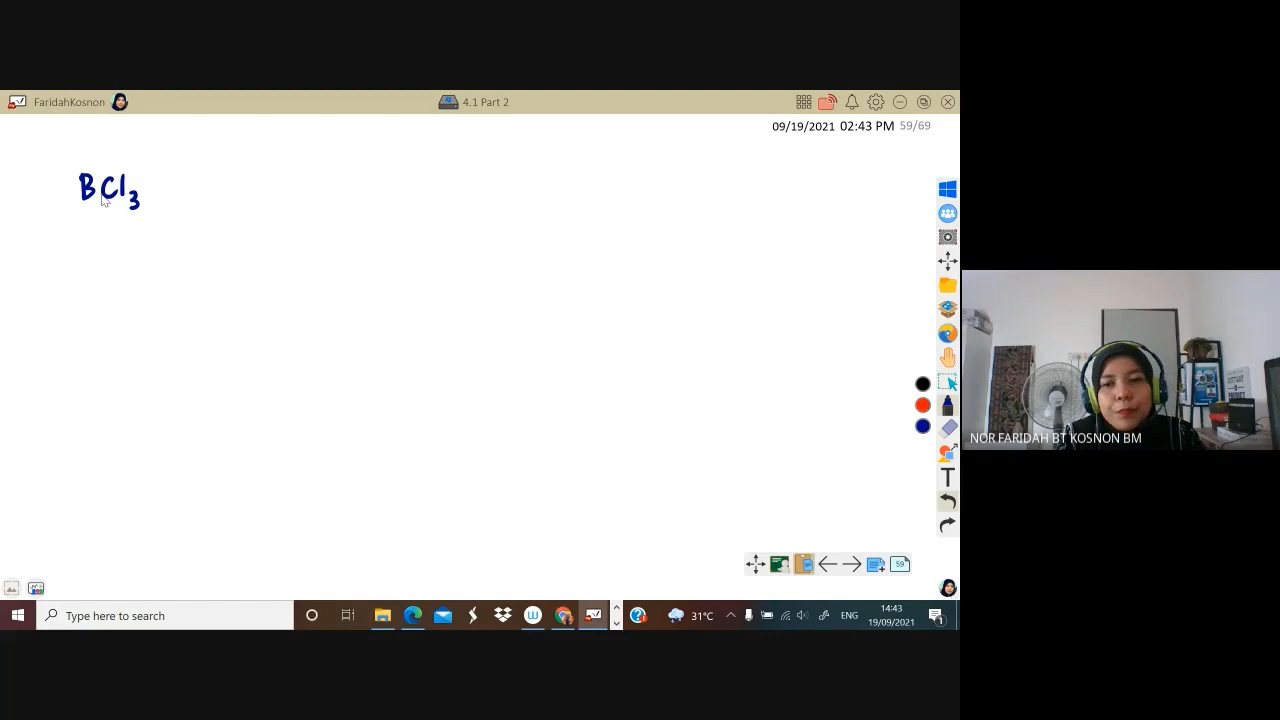 FaridahKosnon
4.1 Part 2
09/19/2021 02:43 PM 59/69
BCl3
T
NOR FARIDAH BT KOSNON BM
59
Type here to search
31°C
ENG
14:43
19/09/2021